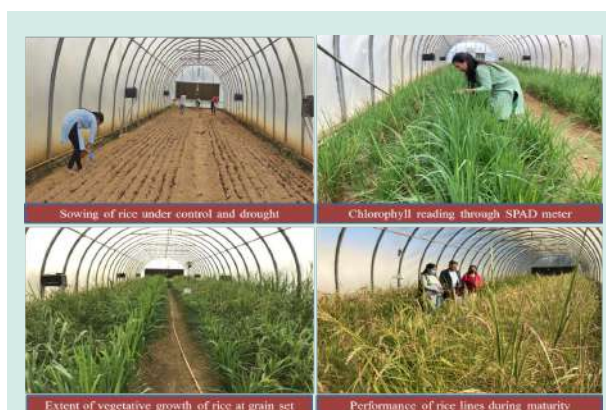 Sowing of rice under control and drought
Chlorophyll reading through SPAD meter
Extent of vegetative growth of rice at grain set
Performance of rice lines during maturity